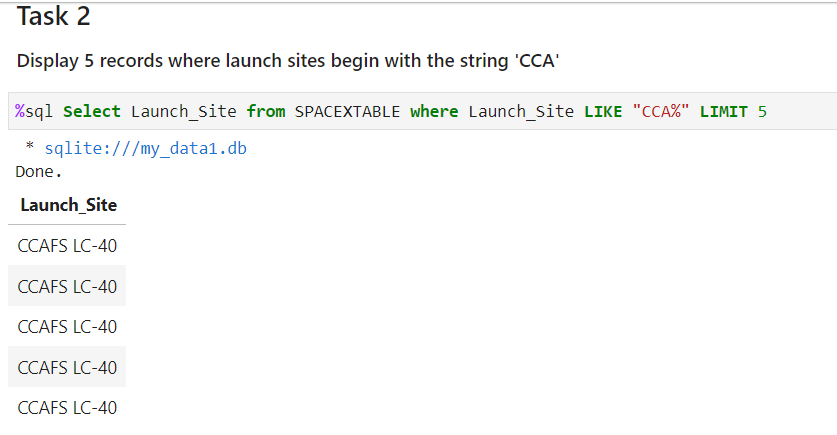 Task 2
Display 5 records where launch sites begin with the string 'CCA'
%sql Select Launch_Site from SPACEXTABLE where Launch_Site LIKE "CCA%" LIMIT 5
* sqlite:///my_data1.db
Done.
Launch_Site
CCAFS LC-40
CCAFS LC-40
CCAFS LC-40
CCAFS LC-40
CCAFS LC-40